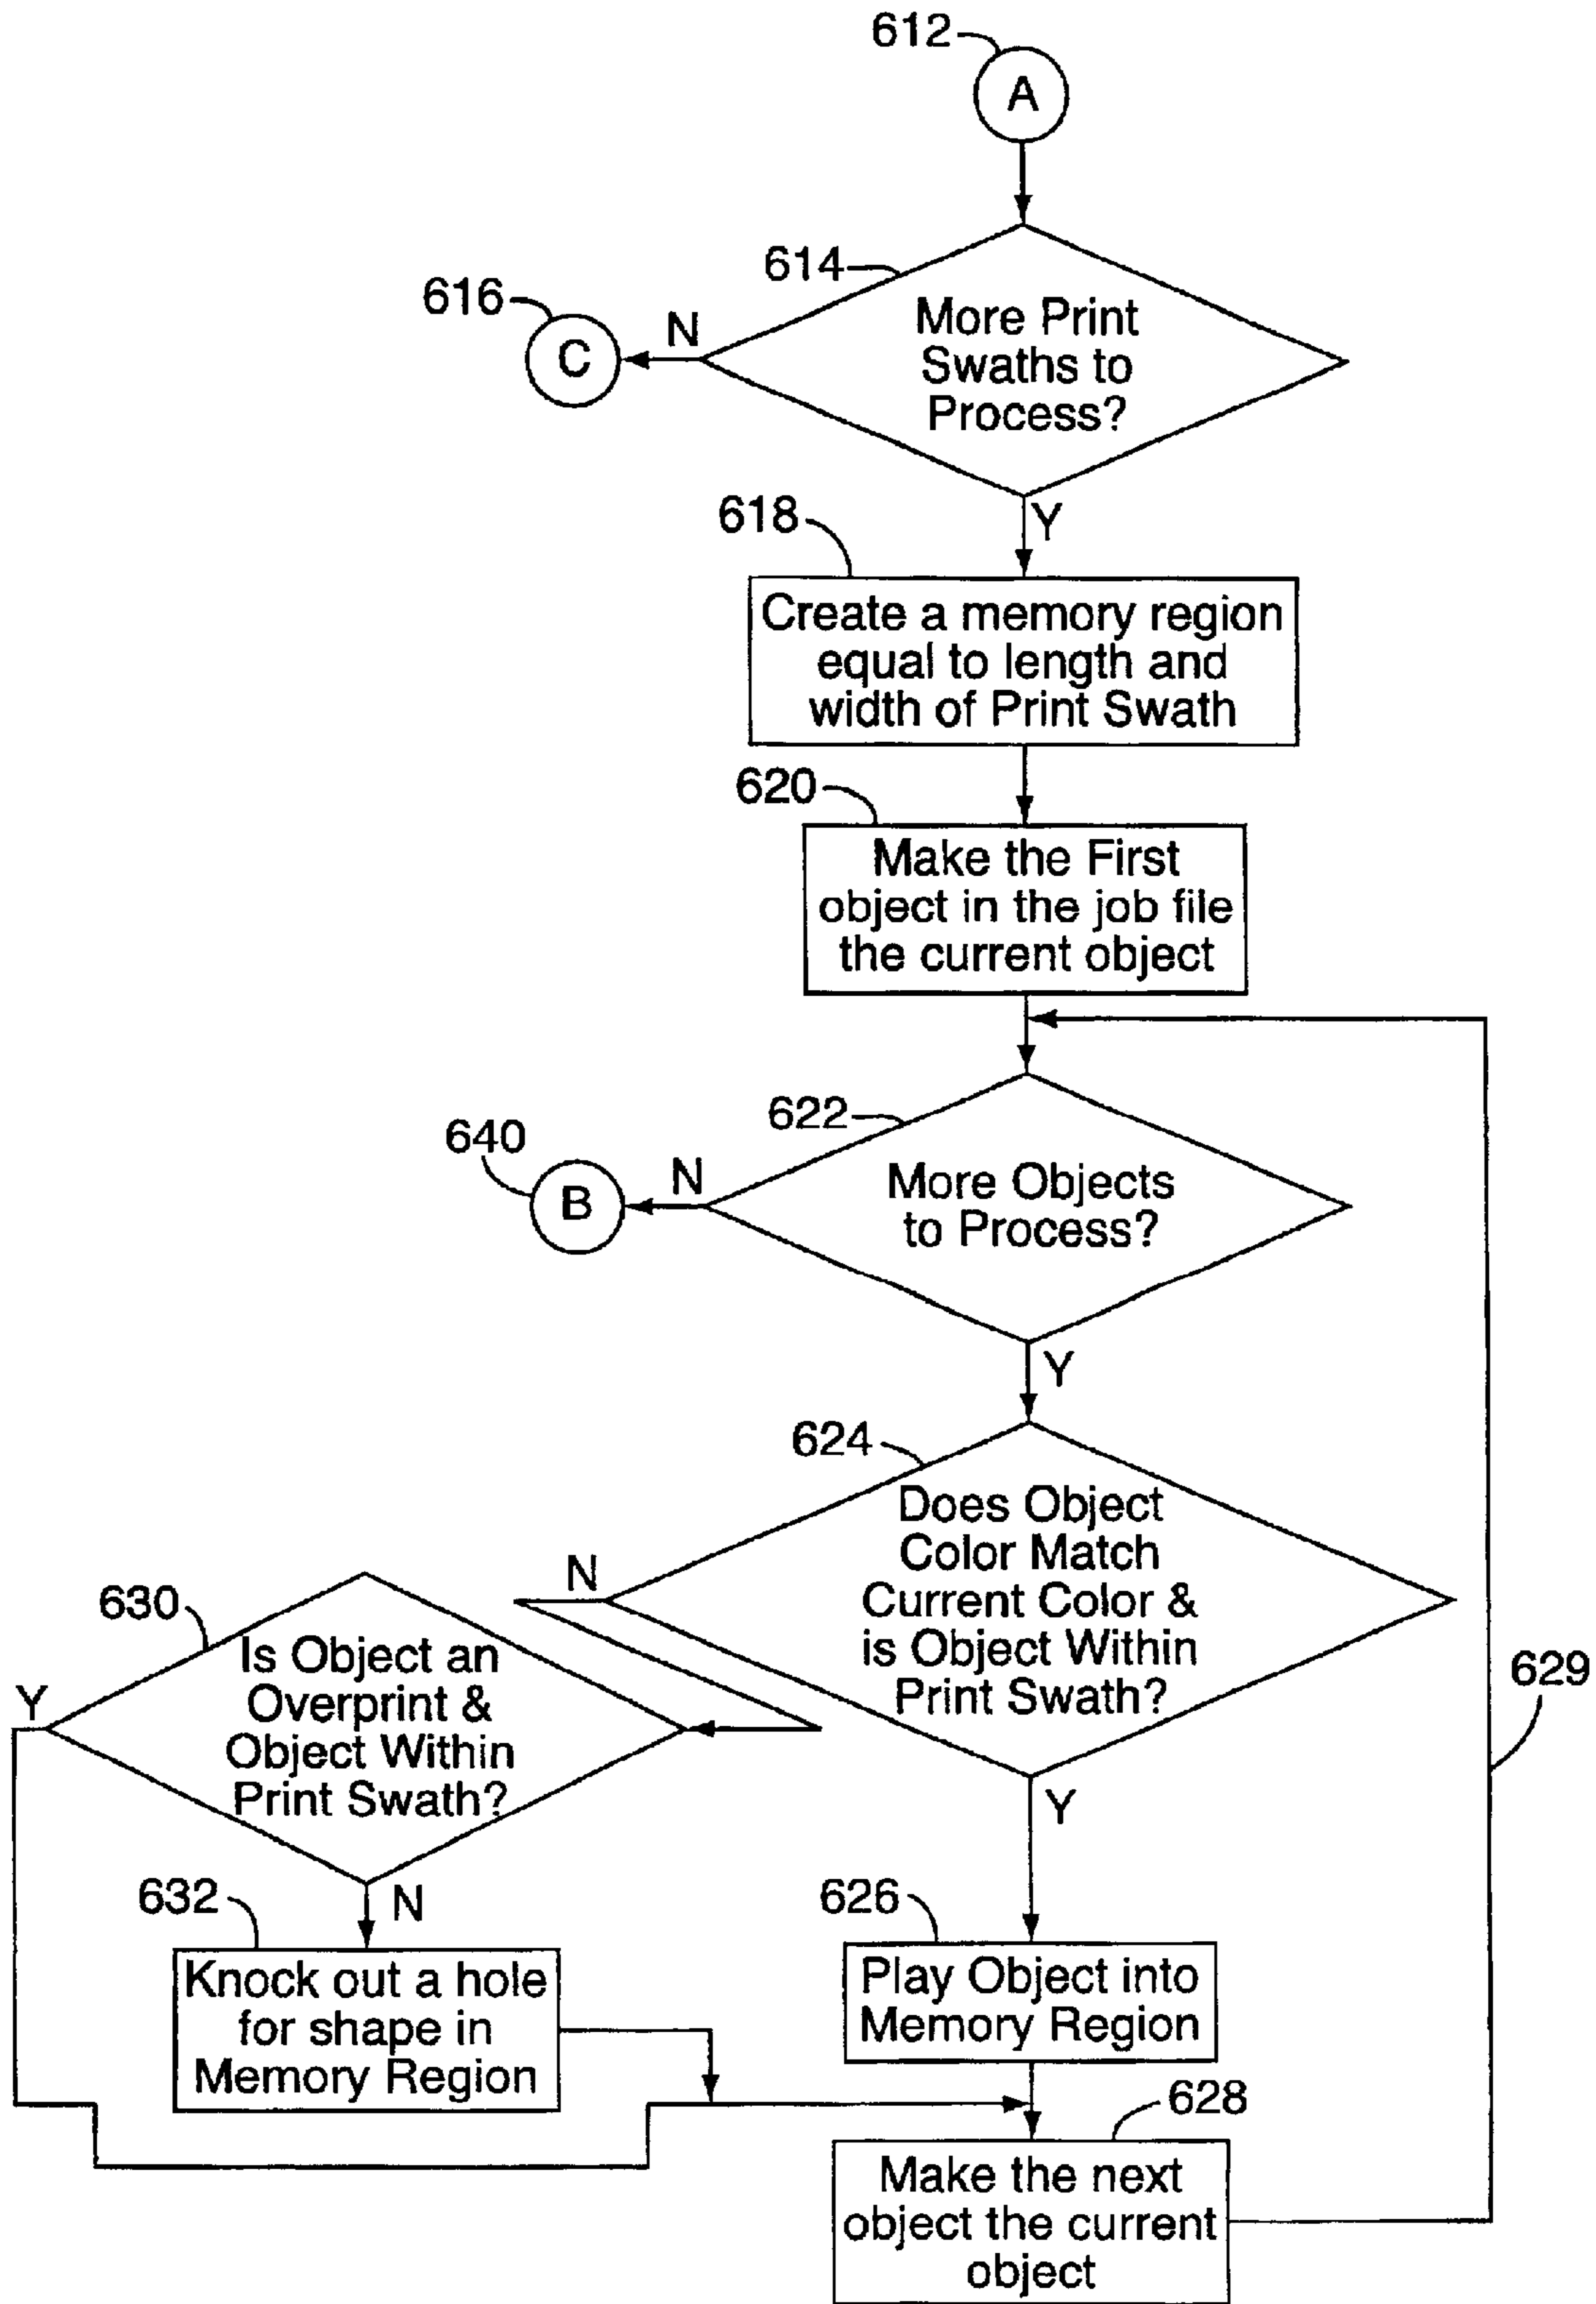 612
A
614
More Print
Swaths to
Process?
616
C
N
Y
618
Create a memory region
equal to length and
width of Print Swath
620
Make the First
object in the job file
the current object
622
More Objects
to Process?
640
B
N
Y
624
Does Object
Color Match
Current Color &
is Object Within
Print Swath?
N
630
Is Object an
Overprint &
Object Within
Print Swath?
Y
629
Y
N
632
Knock out a hole
for shape in
Memory Region
626
Play Object into
Memory Region
628
Make the next
object the current
object